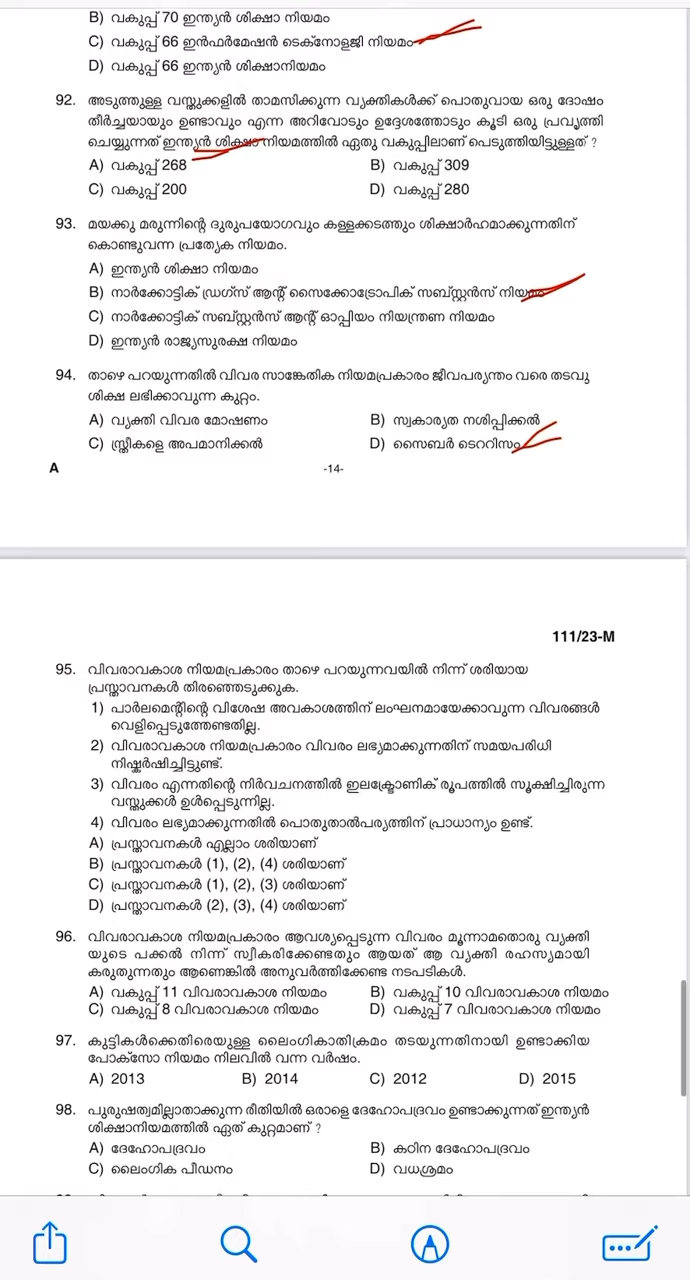 B) വകുപ്പ് 70 ഇന്ത്യൻ ശിക്ഷാ നിയമം
C) വകുപ്പ് 66 ഇൻഫർമേഷൻ ടെക്നോളജി നിയമം
D) വകുപ്പ് 66 ഇന്ത്യൻ ശിക്ഷാനിയമം
92. അടുത്തുള്ള വസ്തുക്കളിൽ താമസിക്കുന്ന വ്യക്തികൾക്ക് പൊതുവായ ഒരു ദോഷം
തീർച്ചയായും ഉണ്ടാവും എന്ന അറിവോടും ഉദ്ദേശത്തോടും കൂടി ഒരു പ്രവൃത്തി
ചെയ്യുന്നത് ഇന്ത്യൻ ശിക്ഷാ നിയമത്തിൽ ഏതു വകുപ്പിലാണ് പെടുത്തിയിട്ടുള്ളത് ?
A) വകുപ്പ് 268 B) വകുപ്പ് 309
C) വകുപ്പ് 200 D) വകുപ്പ് 280
93. മയക്കു മരുന്നിന്റെ ദുരുപയോഗവും കള്ളക്കടത്തും ശിക്ഷാർഹമാക്കുന്നതിന്
കൊണ്ടുവന്ന പ്രത്യേക നിയമം.
A) ഇന്ത്യൻ ശിക്ഷാ നിയമം
B) നാർക്കോട്ടിക് ഡ്രഗ്സ് ആന്റ് സൈക്കോട്രോപിക് സബ്സ്റ്റൻസ് നിയമം
C) നാർക്കോട്ടിക് സബ്സ്റ്റൻസ് ആന്റ് ഓപ്പിയം നിയന്ത്രണ നിയമം
D) ഇന്ത്യൻ രാജ്യസുരക്ഷ നിയമം
94. താഴെ പറയുന്നതിൽ വിവര സാങ്കേതിക നിയമപ്രകാരം ജീവപര്യന്തം വരെ തടവു
ശിക്ഷ ലഭിക്കാവുന്ന കുറ്റം.
A) വ്യക്തി വിവര മോഷണം B) സ്വകാര്യത നശിപ്പിക്കൽ
C) സ്ത്രീകളെ അപമാനിക്കൽ D) സൈബർ ടെററിസം
A -14-
111/23-M
95. വിവരാവകാശ നിയമപ്രകാരം താഴെ പറയുന്നവയിൽ നിന്ന് ശരിയായ
പ്രസ്താവനകൾ തിരഞ്ഞെടുക്കുക.
1) പാർലമെന്റിന്റെ വിശേഷ അവകാശത്തിന് ലംഘനമായേക്കാവുന്ന വിവരങ്ങൾ
വെളിപ്പെടുത്തേണ്ടതില്ല.
2) വിവരാവകാശ നിയമപ്രകാരം വിവരം ലഭ്യമാക്കുന്നതിന് സമയപരിധി
നിഷ്കർഷിച്ചിട്ടുണ്ട്.
3) വിവരം എന്നതിന്റെ നിർവചനത്തിൽ ഇലക്ട്രോണിക് രൂപത്തിൽ സൂക്ഷിച്ചിരുന്ന
വസ്തുക്കൾ ഉൾപ്പെടുന്നില്ല.
4) വിവരം ലഭ്യമാക്കുന്നതിൽ പൊതുതാൽപര്യത്തിന് പ്രാധാന്യം ഉണ്ട്.
A) പ്രസ്താവനകൾ എല്ലാം ശരിയാണ്
B) പ്രസ്താവനകൾ (1), (2), (4) ശരിയാണ്
C) പ്രസ്താവനകൾ (1), (2), (3) ശരിയാണ്
D) പ്രസ്താവനകൾ (2), (3), (4) ശരിയാണ്
96. വിവരാവകാശ നിയമപ്രകാരം ആവശ്യപ്പെടുന്ന വിവരം മൂന്നാമതൊരു വ്യക്തി
യുടെ പക്കൽ നിന്ന് സ്വീകരിക്കേണ്ടതും ആയത് ആ വ്യക്തി രഹസ്യമായി
കരുതുന്നതും ആണെങ്കിൽ അനുവർത്തിക്കേണ്ട നടപടികൾ.
A) വകുപ്പ് 11 വിവരാവകാശ നിയമം B) വകുപ്പ് 10 വിവരാവകാശ നിയമം
C) വകുപ്പ് 8 വിവരാവകാശ നിയമം D) വകുപ്പ് 7 വിവരാവകാശ നിയമം
97. കുട്ടികൾക്കെതിരെയുള്ള ലൈംഗികാതിക്രമം തടയുന്നതിനായി ഉണ്ടാക്കിയ
പോക്സോ നിയമം നിലവിൽ വന്ന വർഷം.
A) 2013 B) 2014 C) 2012 D) 2015
98. പുരുഷത്വമില്ലാതാക്കുന്ന രീതിയിൽ ഒരാളെ ദേഹോപദ്രവം ഉണ്ടാക്കുന്നത് ഇന്ത്യൻ
ശിക്ഷാനിയമത്തിൽ ഏത് കുറ്റമാണ് ?
A) ദേഹോപദ്രവം B) കഠിന ദേഹോപദ്രവം
C) ലൈംഗിക പീഡനം D) വധശ്രമം